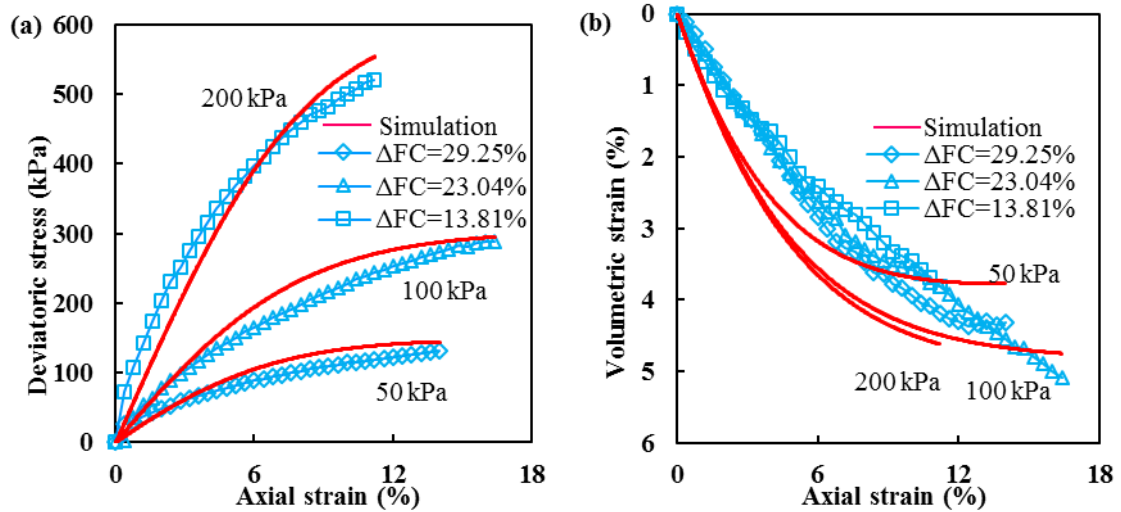 (a)
Deviatoric stress (kPa)
600
500
400
300
200
100
0
200 kPa
Simulation
ΔFC=29.25%
ΔFC=23.04%
ΔFC=13.81%
100 kPa
50 kPa
0
6
12
18
Axial strain (%)
(b)
Volumetric strain (%)
0
1
2
3
4
5
6
Simulation
ΔFC=29.25%
ΔFC=23.04%
ΔFC=13.81%
50 kPa
200 kPa
100 kPa
0
6
12
18
Axial strain (%)